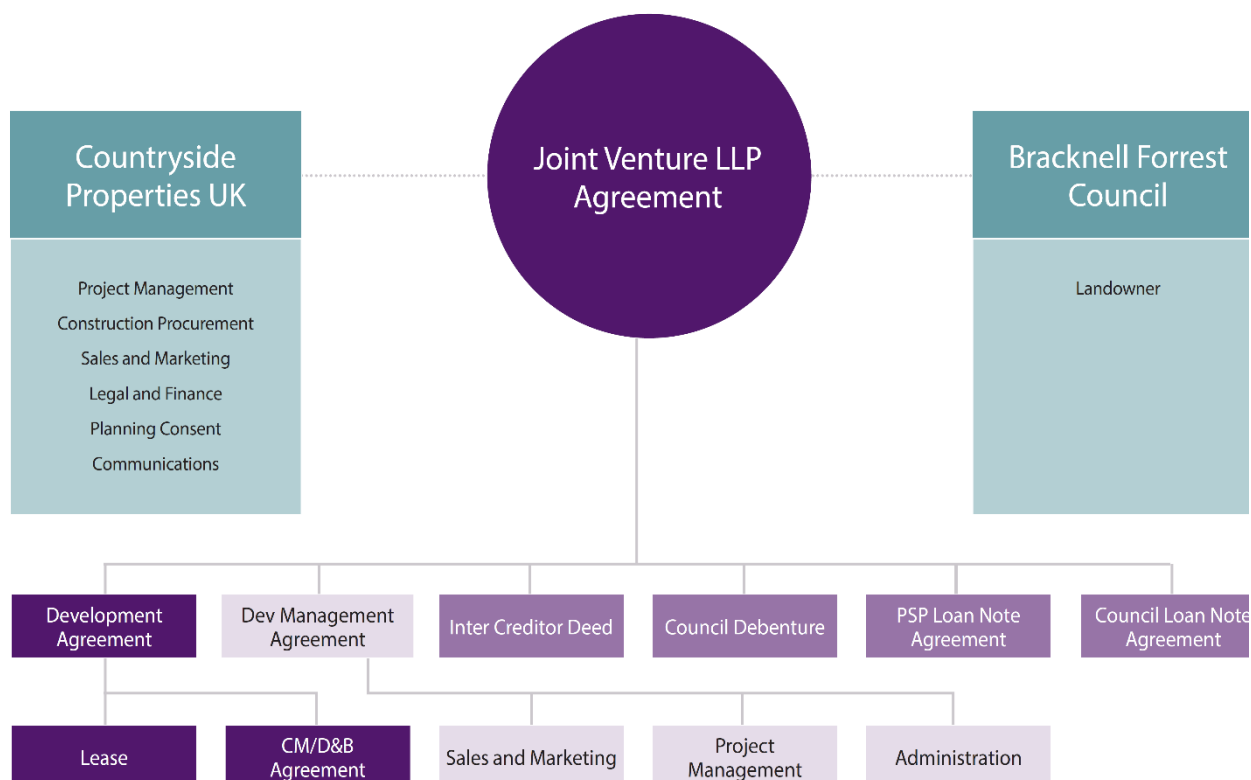 Countryside
Properties UK
Joint Venture LLP
Agreement
Bracknell Forrest
Council
Project Management
Construction Procurement
Sales and Marketing
Legal and Finance
Planning Consent
Communications
Landowner
Development
Agreement
Dev Management
Agreement
Inter Creditor Deed
Council Debenture
PSP Loan Note
Agreement
Council Loan Note
Agreement
Lease
CM/D&B
Agreement
Sales and Marketing
Project
Management
Administration